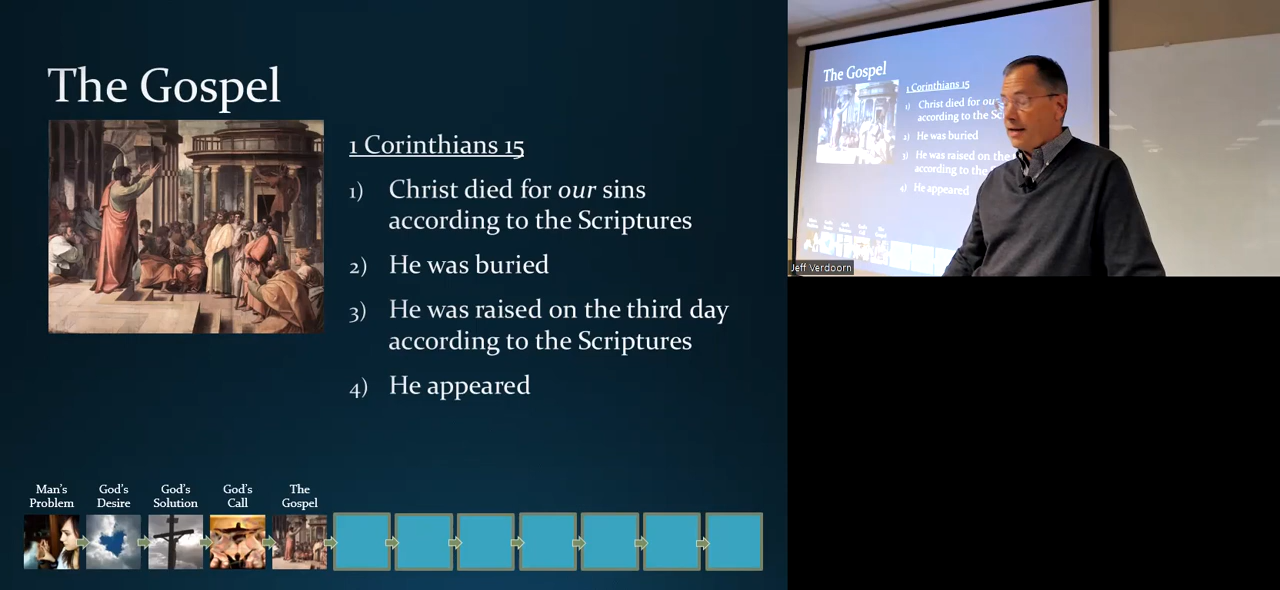 The Gospel
1 Corinthians 15
1) Christ died for our sins
according to the Scriptures
2) He was buried
3) He was raised on the third day
according to the Scriptures
4) He appeared
Man's
Problem
God's
Desire
God's
Solution
God's
Call
The
Gospel
The Gospel
1 Corinthians 15
1) Christ died for
according to the
2) He was buried
3) He was raised on the
according to the
4) He appeared
Jeff Verdoorn